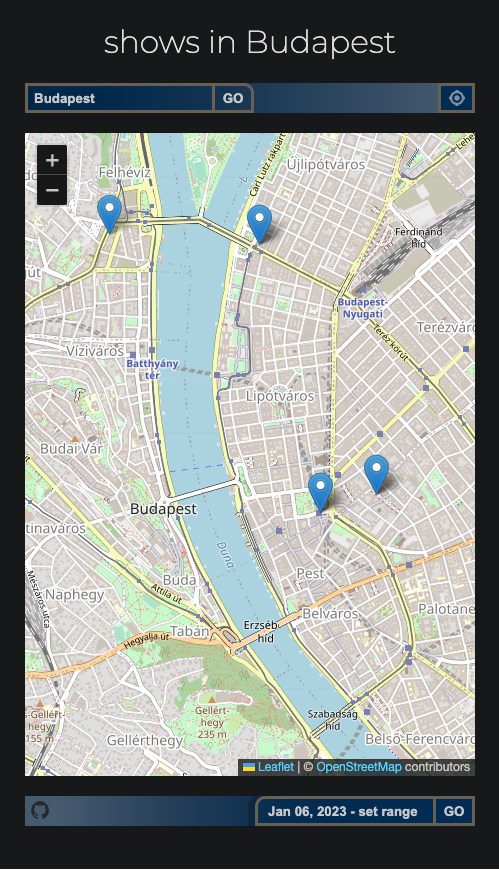 shows in Budapest
Budapest GO
+
−
Felhévíz
Újlipótváros
Carl Lutz rakpart
Ferdinánd
híd
Budapest-
Nyugati
Terézváro
Teréz körút
Víziváros
Batthyány
tér
Lipótváros
Budai Vár
Budapest
tinaváros
Duna
Pest
Buda
Naphegy
Mészáros utca
Attila út
Belváros
Palotane
Tabán
Erzséb
híd
Hegyalja út
s-Gellért-
hegy
155 m
Gellért-
hegy
235 m
Szabadság
híd
Gellérthegy
Belső-Ferencváro
Leaflet | © OpenStreetMap contributors
Jan 06, 2023 - set range GO